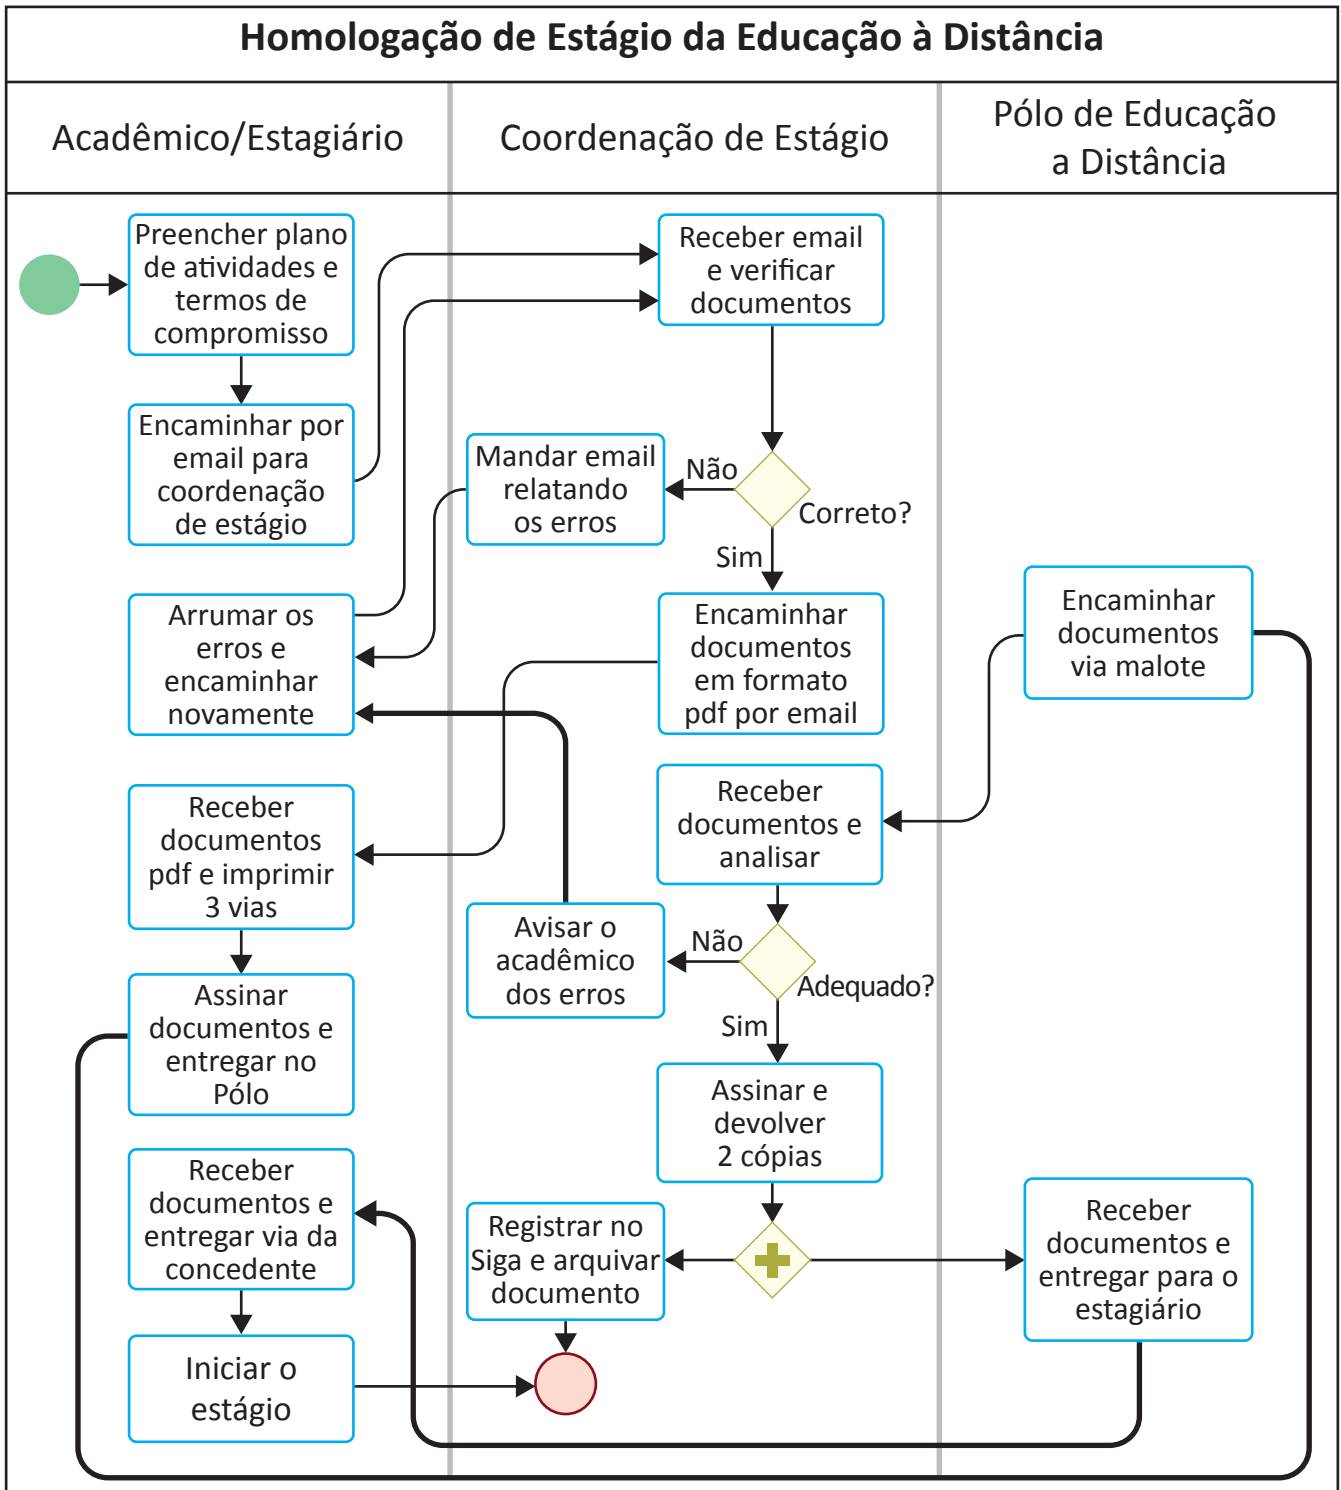 Homologação de Estágio da Educação à Distância
Acadêmico/Estagiário
Coordenação de Estágio
Pólo de Educação
a Distância
Preencher plano
de atividades e
termos de
compromisso
Encaminhar por
email para
coordenação
de estágio
Arrumar os
erros e
encaminhar
novamente
Receber
documentos
pdf e imprimir
3 vias
Assinar
documentos e
entregar no
Pólo
Receber
documentos e
entregar via da
concedente
Iniciar o
estágio
Receber email
e verificar
documentos
Mandar email
relatando
os erros
Não
Correto?
Sim
Encaminhar
documentos
em formato
pdf por email
Receber
documentos e
analisar
Avisar o
acadêmico
dos erros
Não
Adequado?
Sim
Assinar e
devolver
2 cópias
Registrar no
Siga e arquivar
documento
Encaminhar
documentos
via malote
Receber
documentos e
entregar para o
estagiário